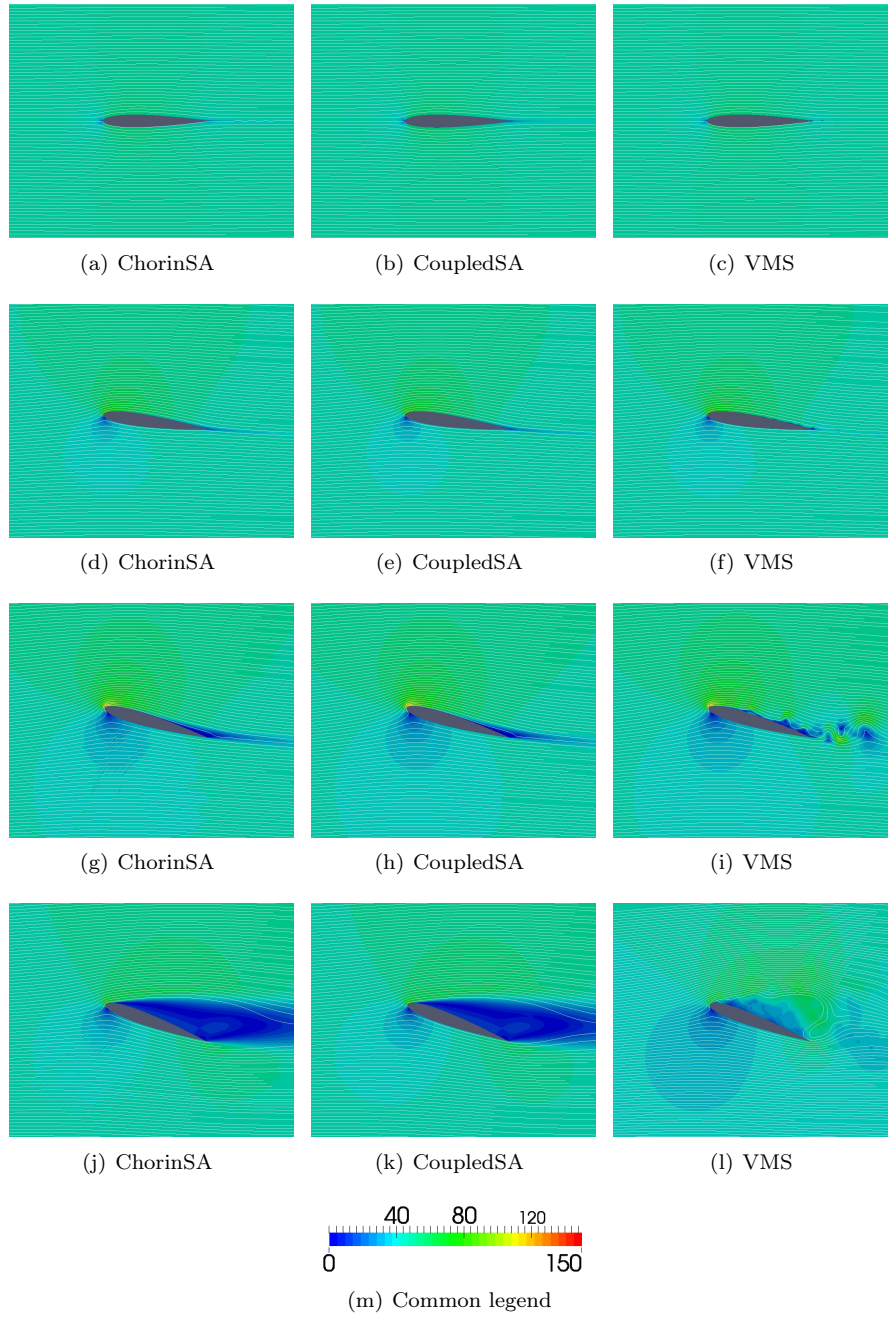 (a) ChorinSA (b) CoupledSA (c) VMS
(d) ChorinSA (e) CoupledSA (f) VMS
(g) ChorinSA (h) CoupledSA (i) VMS
(j) ChorinSA (k) CoupledSA (l) VMS
40 80 120
0 150
(m) Common legend